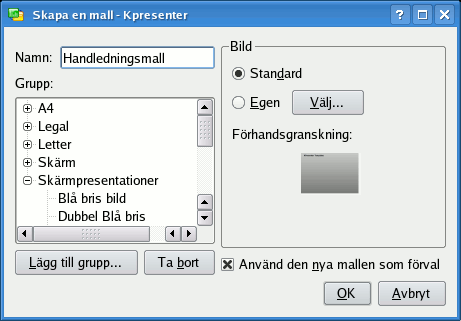 Skapa en mall - Kpresenter
Namn: Handledningsmall
Grupp:
A4
Legal
Letter
Skärm
Skärmpresentationer
Blå bris bild
Dubbel Blå bris
Lägg till grupp...
Ta bort
Bild
Standard
Egen
Välj...
Förhandsgranskning:
Använd den nya mallen som förval
OK
Avbryt